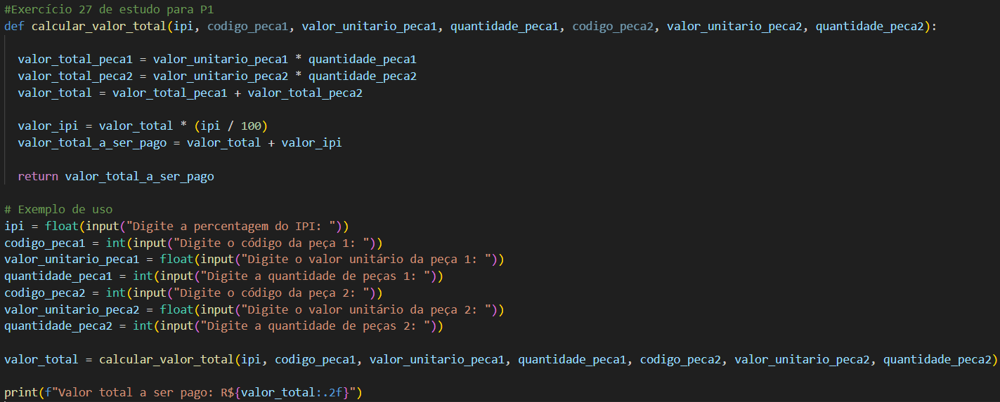 #Exercício 27 de estudo para P1
def calcular_valor_total(ipi, codigo_peca1, valor_unitario_peca1, quantidade_peca1, codigo_peca2, valor_unitario_peca2, quantidade_peca2):
valor_total_peca1 = valor_unitario_peca1 * quantidade_peca1
valor_total_peca2 = valor_unitario_peca2 * quantidade_peca2
valor_total = valor_total_peca1 + valor_total_peca2
valor_ipi = valor_total * (ipi / 100)
valor_total_a_ser_pago = valor_total + valor_ipi
return valor_total_a_ser_pago
# Exemplo de uso
ipi = float(input("Digite a percentagem do IPI: "))
codigo_peca1 = int(input("Digite o código da peça 1: "))
valor_unitario_peca1 = float(input("Digite o valor unitário da peça 1: "))
quantidade_peca1 = int(input("Digite a quantidade de peças 1: "))
codigo_peca2 = int(input("Digite o código da peça 2: "))
valor_unitario_peca2 = float(input("Digite o valor unitário da peça 2: "))
quantidade_peca2 = int(input("Digite a quantidade de peças 2: "))
valor_total = calcular_valor_total(ipi, codigo_peca1, valor_unitario_peca1, quantidade_peca1, codigo_peca2, valor_unitario_peca2, quantidade_peca2)
print(f"Valor total a ser pago: R${valor_total:.2f}")